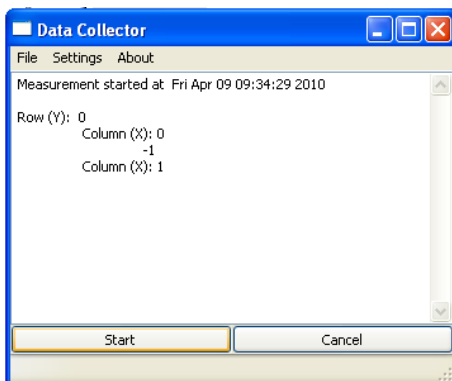 Data Collector
File Settings About
Measurement started at Fri Apr 09 09:34:29 2010
Row (Y): 0
Column (X): 0
-1
Column (X): 1
Start Cancel